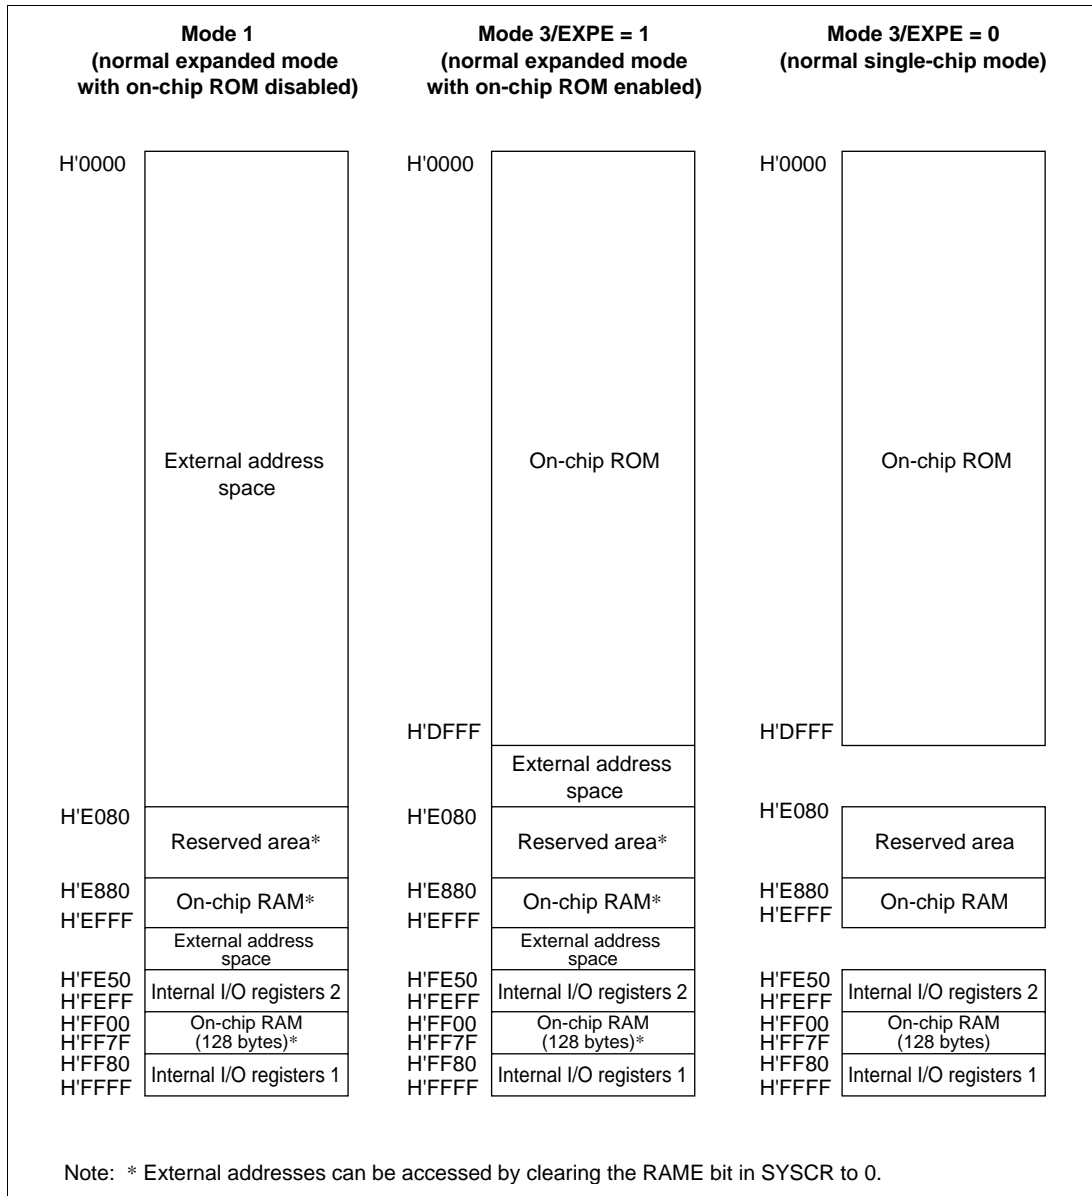 Mode 1
(normal expanded mode
with on-chip ROM disabled)
H'0000
External address
space
H'E080
Reserved area*
H'E880
On-chip RAM*
H'EFFF
External address
space
H'FE50
Internal I/O registers 2
H'FEFF
H'FF00
On-chip RAM
(128 bytes)*
H'FF7F
H'FF80
Internal I/O registers 1
H'FFFF
Mode 3/EXPE = 1
(normal expanded mode
with on-chip ROM enabled)
H'0000
On-chip ROM
H'DFFF
External address
space
H'E080
Reserved area*
H'E880
On-chip RAM*
H'EFFF
External address
space
H'FE50
Internal I/O registers 2
H'FEFF
H'FF00
On-chip RAM
(128 bytes)*
H'FF7F
H'FF80
Internal I/O registers 1
H'FFFF
Mode 3/EXPE = 0
(normal single-chip mode)
H'0000
On-chip ROM
H'DFFF
H'E080
Reserved area
H'E880
On-chip RAM
H'EFFF
H'FE50
Internal I/O registers 2
H'FEFF
H'FF00
On-chip RAM
(128 bytes)
H'FF7F
H'FF80
Internal I/O registers 1
H'FFFF
Note: * External addresses can be accessed by clearing the RAME bit in SYSCR to 0.